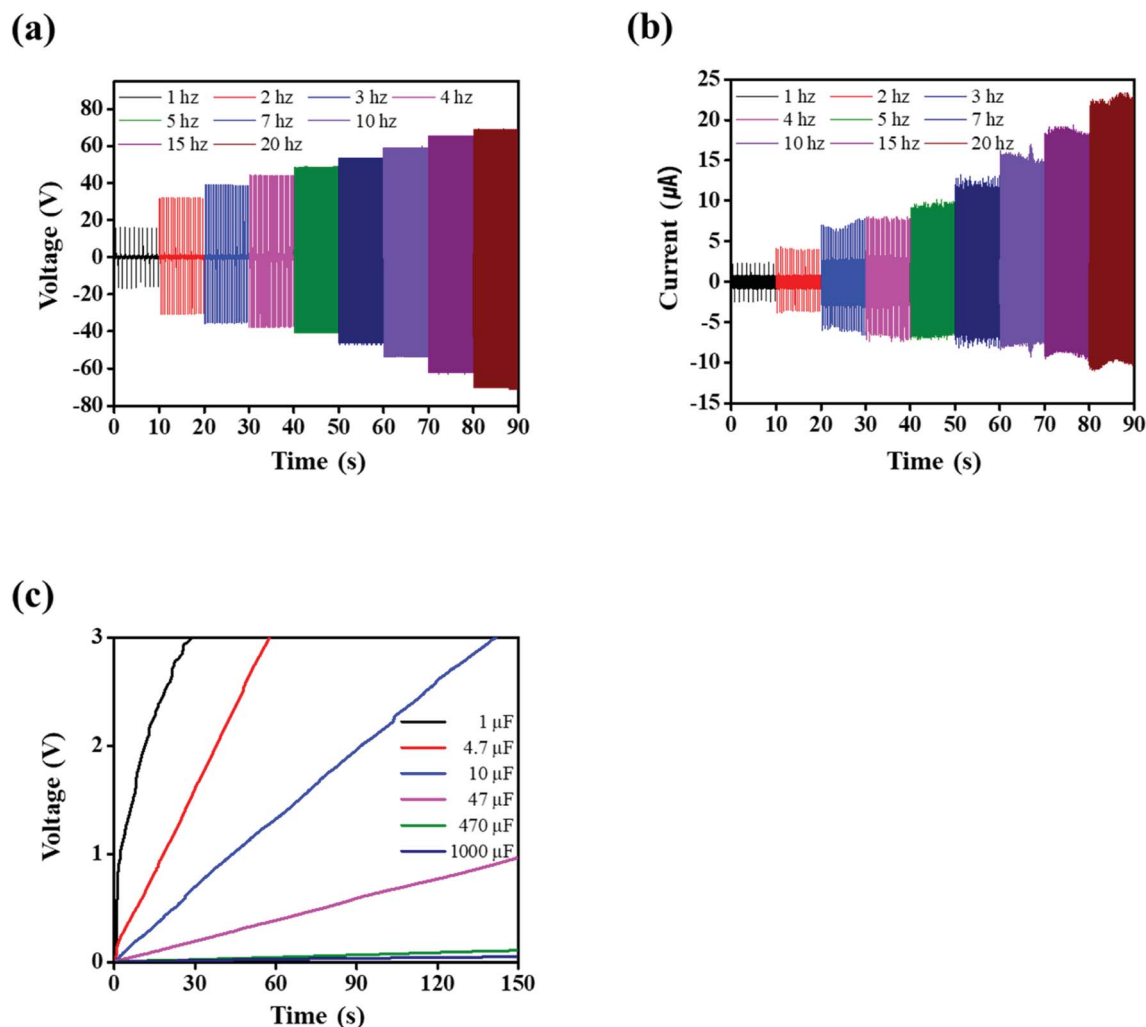 (a)
1 hz 2 hz 3 hz 4 hz
5 hz 7 hz 10 hz
15 hz 20 hz
80
60
40
20
0
-20
-40
-60
-80
Voltage (V)
0 10 20 30 40 50 60 70 80 90
Time (s)
(b)
1 hz 2 hz 3 hz
4 hz 5 hz 7 hz
10 hz 15 hz 20 hz
25
20
15
10
5
0
-5
-10
-15
Current (μA)
0 10 20 30 40 50 60 70 80 90
Time (s)
(c)
3
2
1
0
Voltage (V)
1 μF
4.7 μF
10 μF
47 μF
470 μF
1000 μF
0 30 60 90 120 150
Time (s)